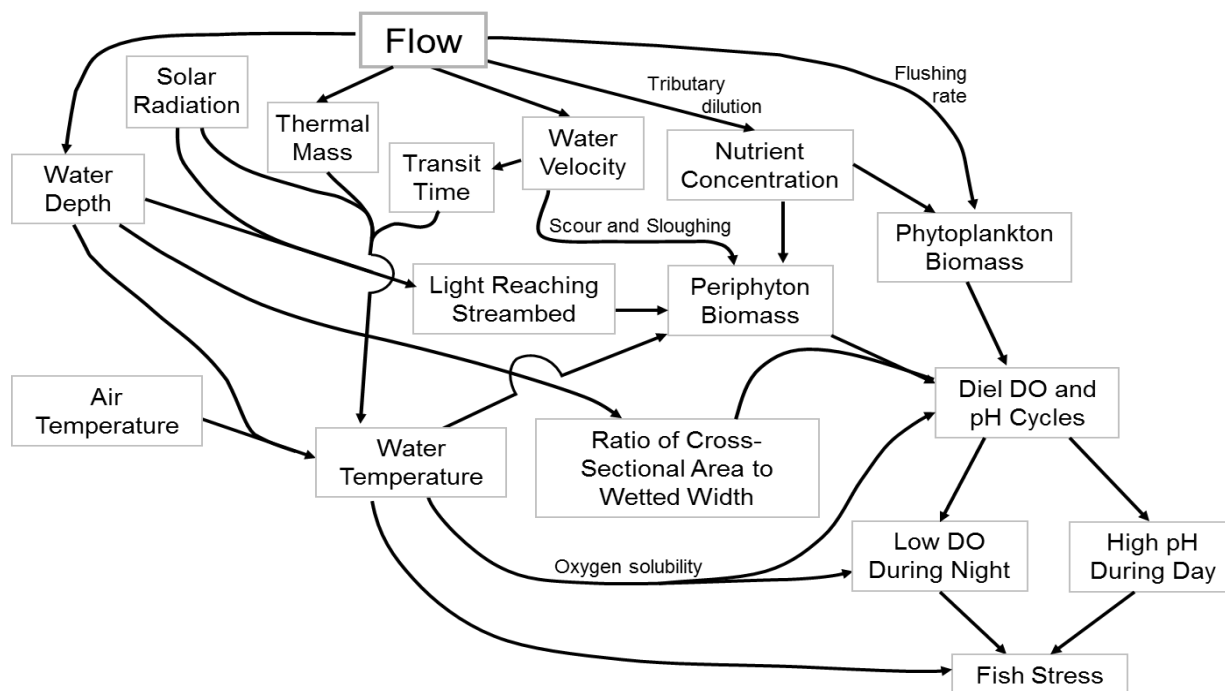 Flow
Solar
Radiation
Tributary
dilution
Flushing
rate
Thermal
Mass
Water
Velocity
Nutrient
Concentration
Transit
Time
Water
Depth
Scour and Sloughing
Phytoplankton
Biomass
Light Reaching
Streambed
Periphyton
Biomass
Air
Temperature
Diel DO and
pH Cycles
Water
Temperature
Ratio of Cross-
Sectional Area to
Wetted Width
Oxygen solubility
Low DO
During Night
High pH
During Day
Fish Stress